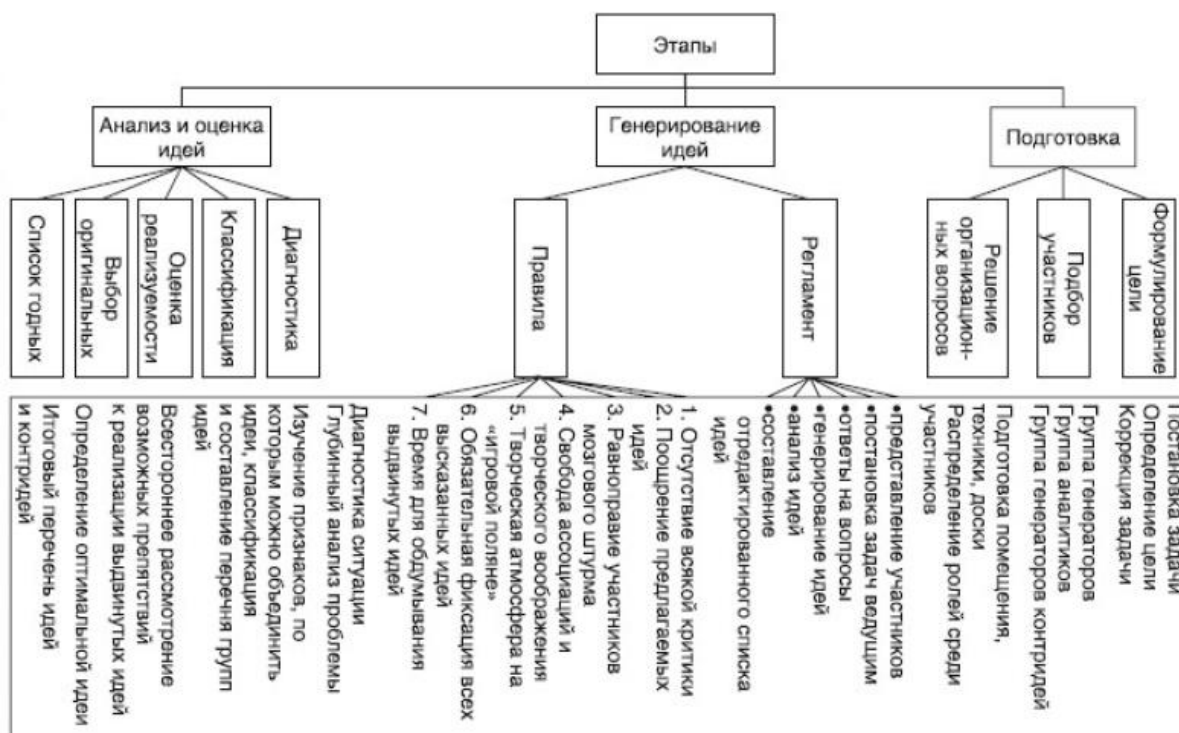 Этапы
Анализ и оценка
идей
Генерирование
идей
Подготовка
Список годных
Выбор
оригинальных
Оценка
реализуемости
Классификация
Диагностика
Правила
Регламент
Решение
организацион-
ных вопросов
Подбор
участников
Формулирование
цели
Постановка задачи
Определение цели
Коррекция задачи
Группа генераторов
Группа аналитиков
Группа генераторов контридей
Подготовка помещения,
техники, доски
Распределение ролей среди
участников
•представление участников
•постановка задач ведущим
•ответы на вопросы
•генерирование идей
•анализ идей
•составление
отредактированного списка
идей
1. Отсутствие всякой критики
2. Поощрение предлагаемых
идей
3. Равноправие участников
мозгового штурма
4. Свобода ассоциаций и
творческого воображения
5. Творческая атмосфера на
«игровой поляне»
6. Обязательная фиксация всех
высказанных идей
7. Время для обдумывания
выдвинутых идей
Диагностика ситуации
Глубинный анализ проблемы
Изучение признаков, по
которым можно объединить
идеи, классификация
и составление перечня групп
идей
Всестороннее рассмотрение
возможных препятствий
к реализации выдвинутых идей
Определение оптимальной идеи
Итоговый перечень идей
и контридей